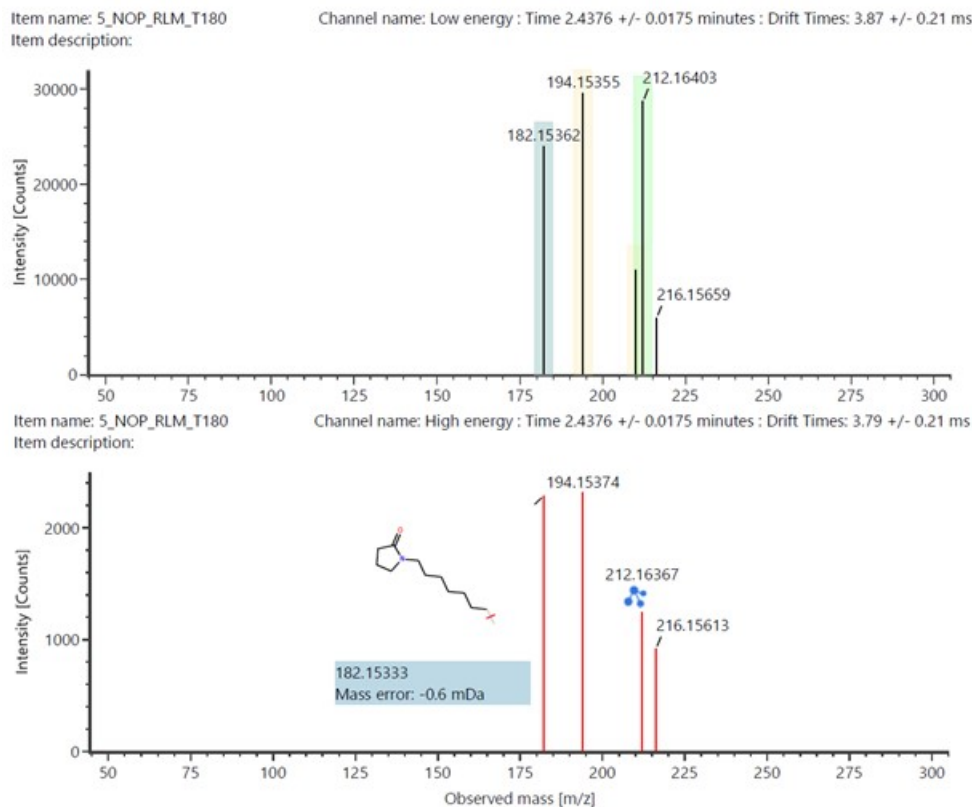 Item name: 5_NOP_RLM_T180 Channel name: Low energy : Time 2.4376 +/- 0.0175 minutes : Drift Times: 3.87 +/- 0.21 ms
Item description:
Intensity [Counts]
30000
20000
10000
0
194.15355
212.16403
182.15362
216.15659
50 75 100 125 150 175 200 225 250 275 300
Item name: 5_NOP_RLM_T180 Channel name: High energy : Time 2.4376 +/- 0.0175 minutes : Drift Times: 3.79 +/- 0.21 ms
Item description:
Intensity [Counts]
2000
1000
0
194.15374
212.16367
216.15613
O
N
182.15333
Mass error: -0.6 mDa
50 75 100 125 150 175 200 225 250 275 300
Observed mass [m/z]